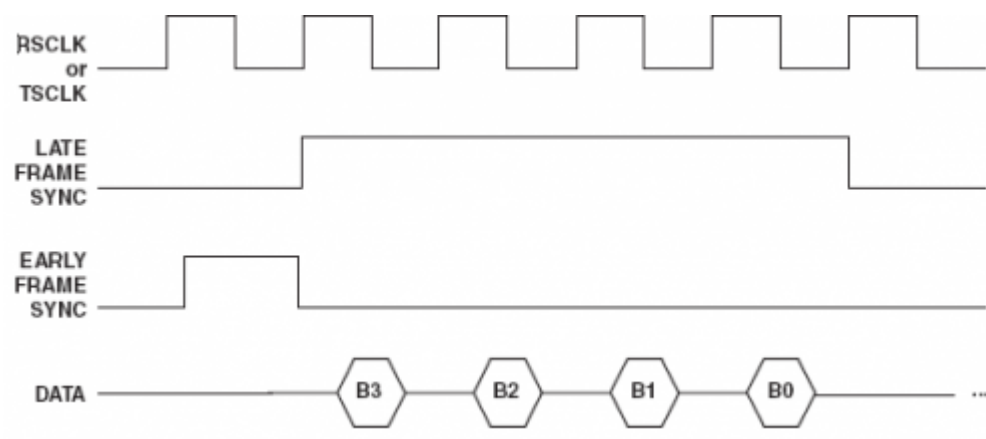 RSCLK
or
TSCLK
LATE
FRAME
SYNC
EARLY
FRAME
SYNC
DATA B3 B2 B1 B0 ...